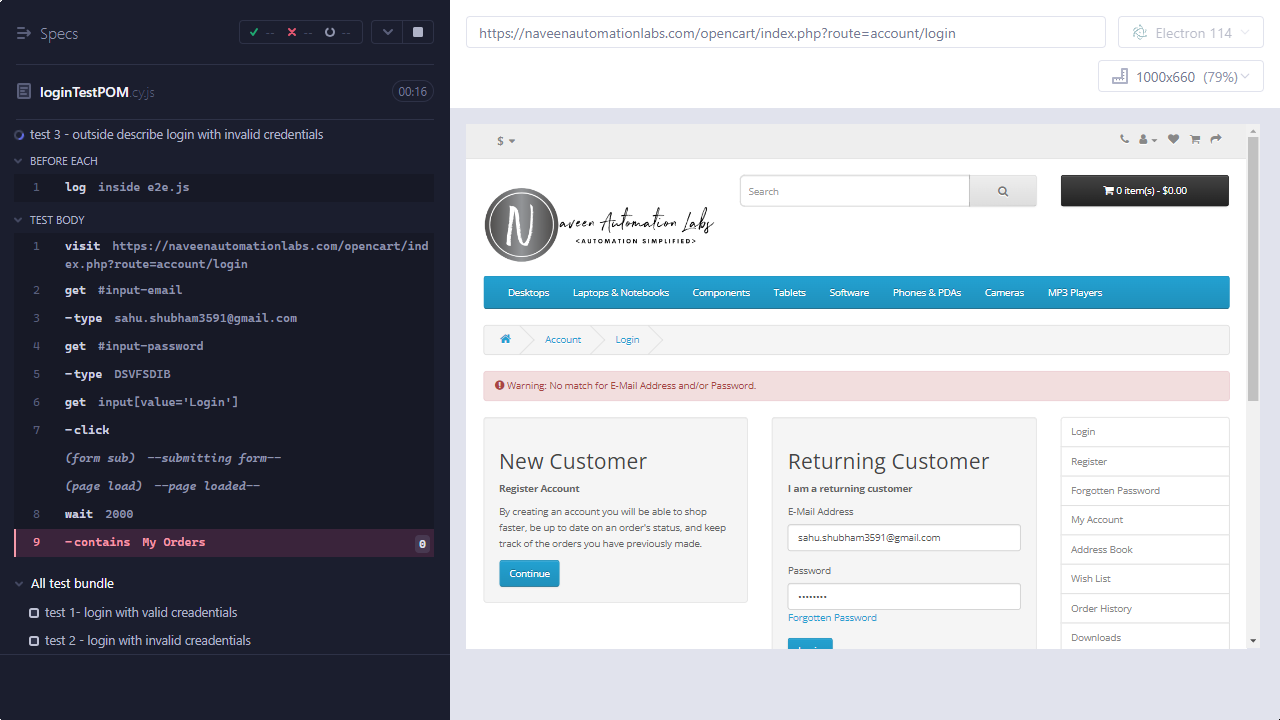 Specs
-- -- --
loginTestPOM.cy.js
00:16
test 3 - outside describe login with invalid credentials
BEFORE EACH
1 log inside e2e.js
TEST BODY
1 visit https://naveenautomationlabs.com/opencart/ind
ex.php?route=account/login
2 get #input-email
3 -type sahu.shubham3591@gmail.com
4 get #input-password
5 -type DSVFSDIB
6 get input[value='Login']
7 -click
(form sub) --submitting form--
(page load) --page loaded--
8 wait 2000
9 -contains My Orders 0
All test bundle
test 1- login with valid creadentials
test 2 - login with invalid creadentials
https://naveenautomationlabs.com/opencart/index.php?route=account/login
Electron 114
1000x660 (79%)
$
Naveen Automation Labs
<AUTOMATION SIMPLIFIED>
Search
0 item(s) - $0.00
Desktops Laptops & Notebooks Components Tablets Software Phones & PDAs Cameras MP3 Players
Account Login
Warning: No match for E-Mail Address and/or Password.
New Customer
Register Account
By creating an account you will be able to shop
faster, be up to date on an order's status, and keep
track of the orders you have previously made.
Continue
Returning Customer
I am a returning customer
E-Mail Address
sahu.shubham3591@gmail.com
Password
••••••••
Forgotten Password
Login
Register
Forgotten Password
My Account
Address Book
Wish List
Order History
Downloads